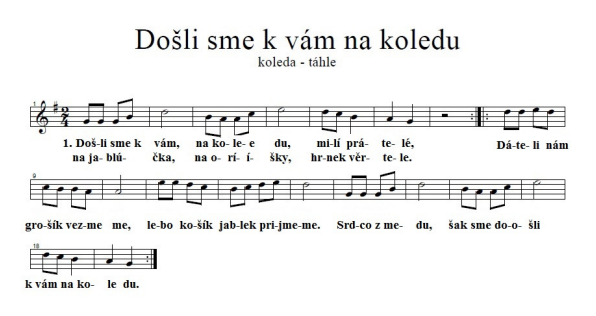 Došli sme k vám na koledu
koleda - táhle
1
2
4
1. Doš-li sme k vám, na ko-le- e du, mi-lí prá- te- lé, Dá-te- li nám
na ja-blú- čka, na o-rí-í- šky, hr-nek věr- te- le.
9
gro-šík vez-me me, le-bo ko-šík jab-lek pri-jme-me. Srd-co z me- du, šak sme do-o- šli
18
k vám na ko- le du.